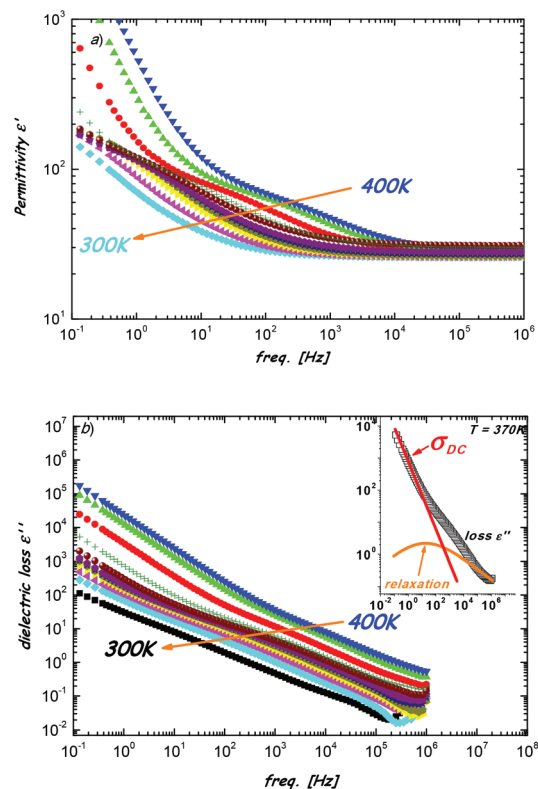 a)
Permittivity ε'
10³
10²
10¹
400K
300K
10⁻¹ 10⁰ 10¹ 10² 10³ 10⁴ 10⁵ 10⁶
freq. [Hz]
b)
dielectric loss ε''
10⁷
10⁶
10⁵
10⁴
10³
10²
10¹
10⁰
10⁻¹
10⁻²
T = 370K
σDC
10⁴
10²
10⁰
loss ε''
relaxation
10⁻² 10⁰ 10² 10⁴ 10⁶
400K
300K
10⁻¹ 10⁰ 10¹ 10² 10³ 10⁴ 10⁵ 10⁶ 10⁷ 10⁸
freq. [Hz]